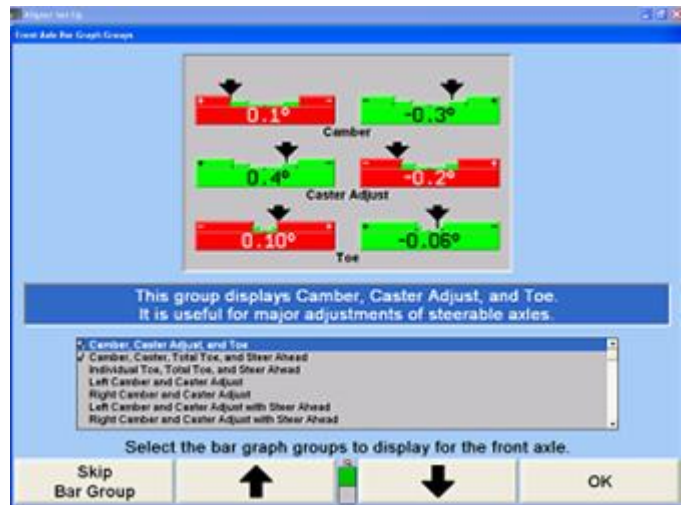 Aligner Set Up
Front Axle Bar Graph Groups
0.1° -0.3°
Camber
0.4° -0.2°
Caster Adjust
0.10° -0.06°
Toe
This group displays Camber, Caster Adjust, and Toe.
It is useful for major adjustments of steerable axles.
Camber, Caster Adjust, and Toe
Camber, Caster, Total Toe, and Steer Ahead
Individual Toe, Total Toe, and Steer Ahead
Left Camber and Caster Adjust
Right Camber and Caster Adjust
Left Camber and Caster Adjust with Steer Ahead
Right Camber and Caster Adjust with Steer Ahead
Select the bar graph groups to display for the front axle.
Skip
Bar Group
OK